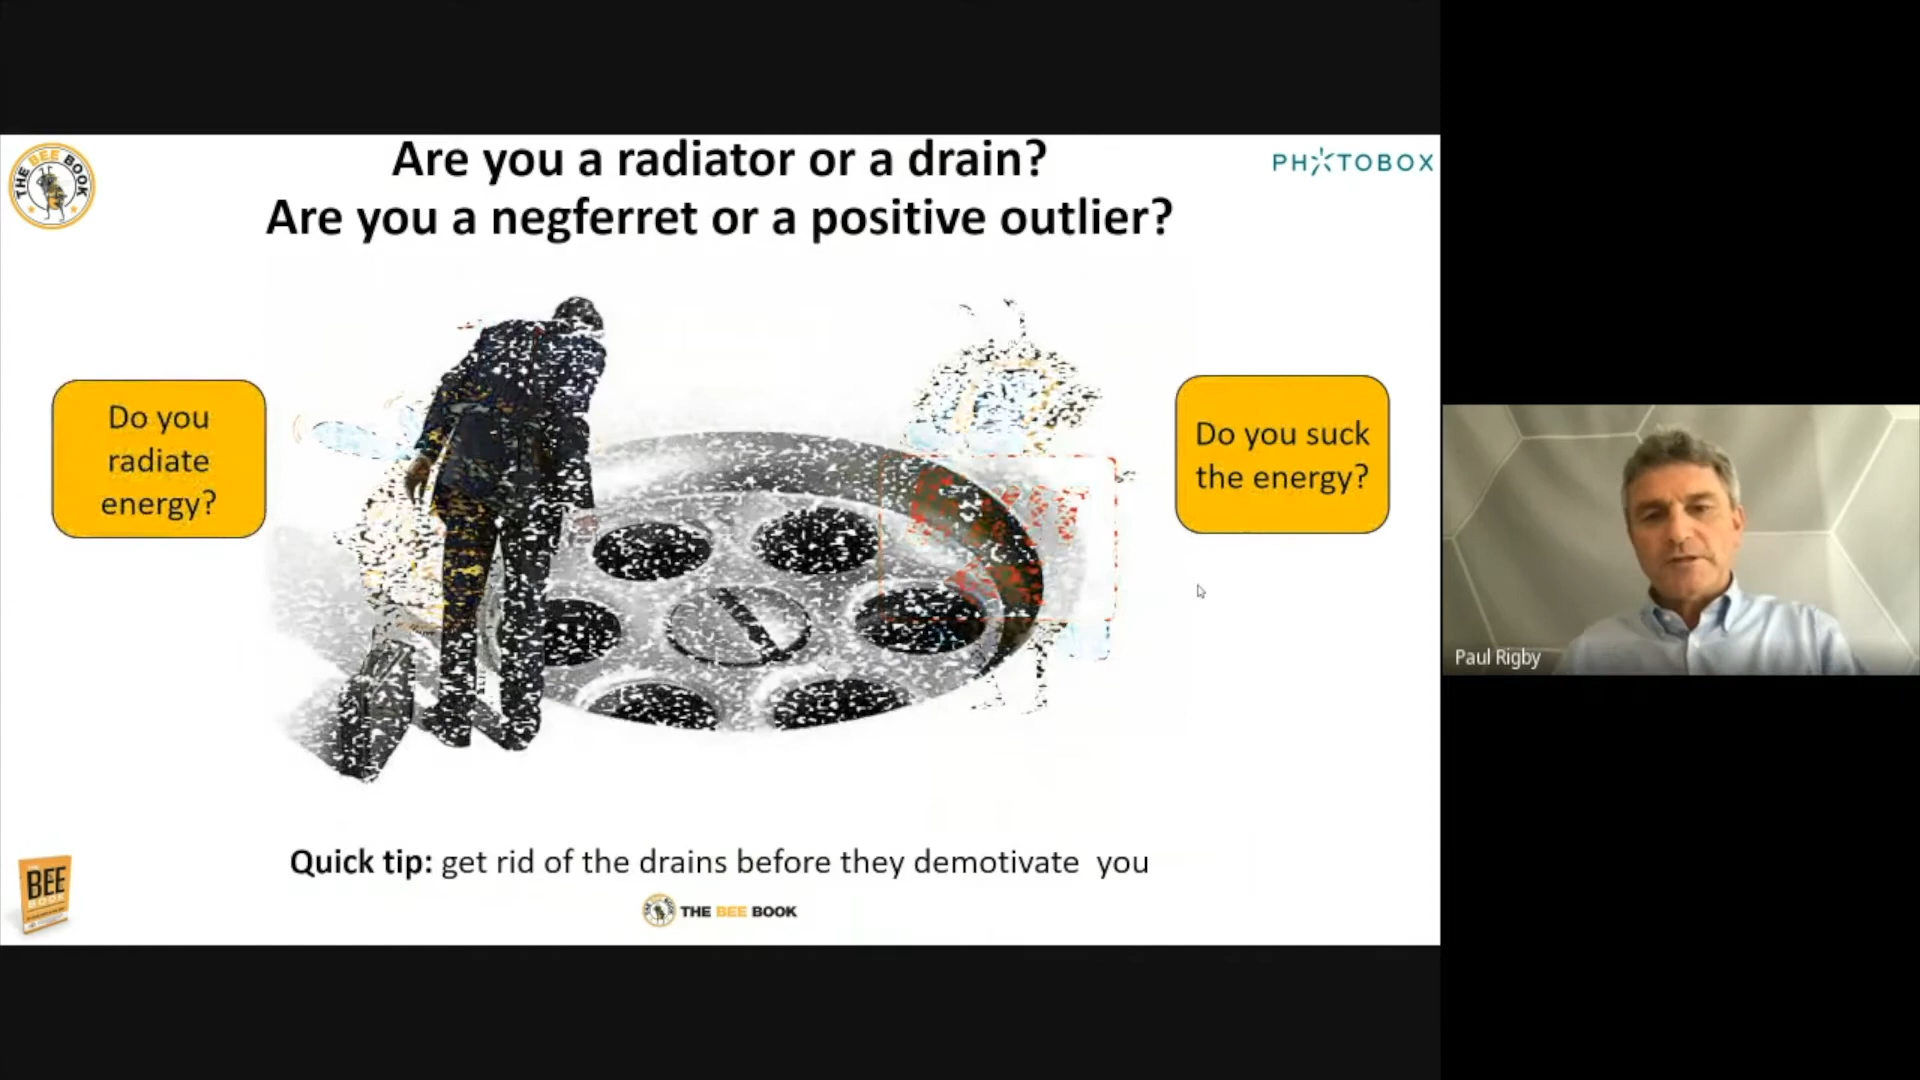 THE BEE BOOK
Are you a radiator or a drain?
PHOTOBOX
Are you a negferret or a positive outlier?
Do you
radiate
energy?
Do you suck
the energy?
Paul Rigby
Quick tip: get rid of the drains before they demotivate  you
BEE
BOOK
THE BEE BOOK